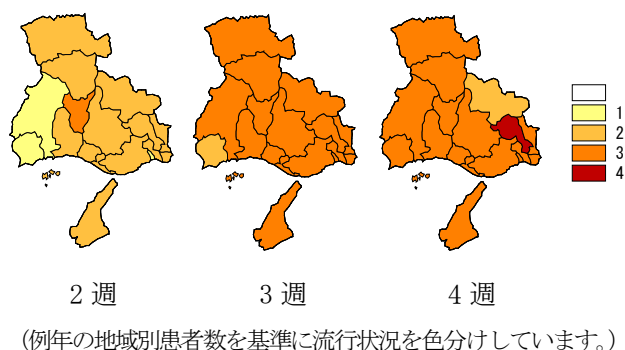 1
2
3
4
2 週
3 週
4 週
(例年の地域別患者数を基準に流行状況を色分けしています。)